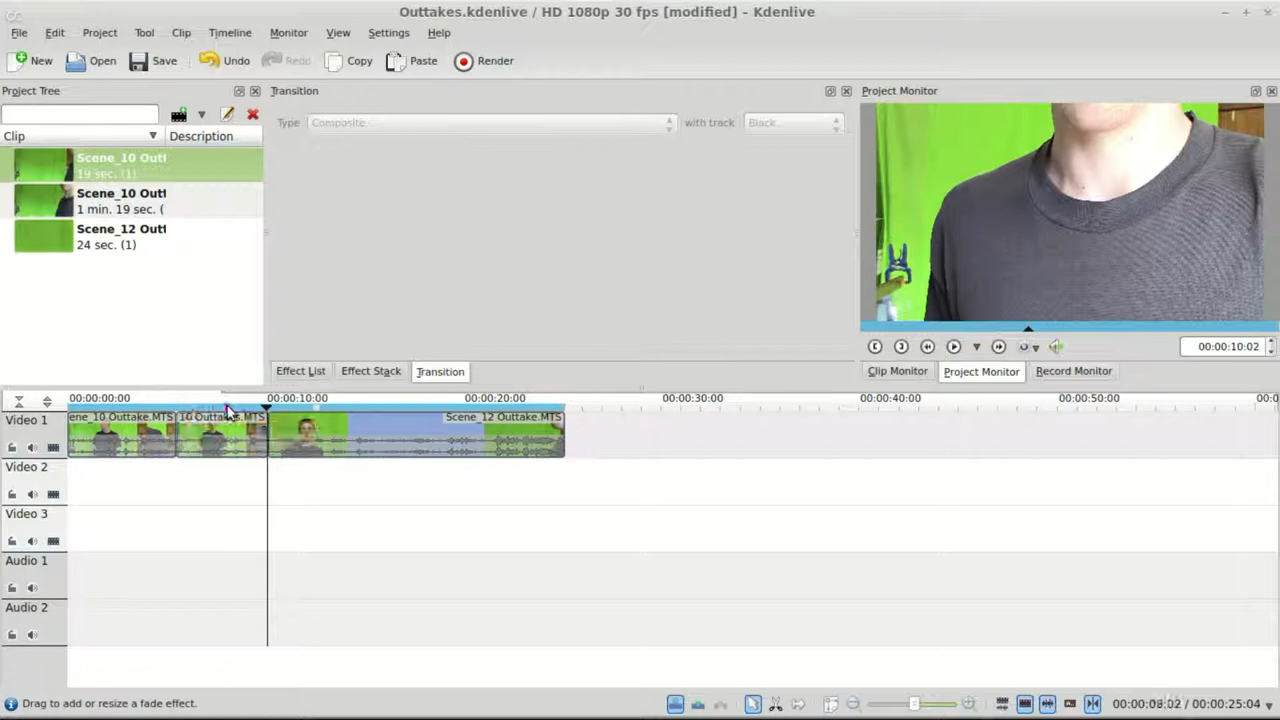 Outtakes.kdenlive / HD 1080p 30 fps [modified] – Kdenlive
File Edit Project Tool Clip Timeline Monitor View Settings Help
New Open Save Undo Redo Copy Paste Render
Project Tree
Transition
Project Monitor
Type Composite with track Black
Clip Description
Scene_10 Outt
19 sec. (1)
Scene_10 Outt
1 min. 19 sec. (
Scene_12 Outt
24 sec. (1)
00:00:10:02
Effect List Effect Stack Transition
Clip Monitor Project Monitor Record Monitor
00:00:00:00 00:00:10:00 00:00:20:00 00:00:30:00 00:00:40:00 00:00:50:00 00:0
Video 1
ene_10 Outtake.MTS
Scene_12 Outtake.MTS
Video 2
Video 3
Audio 1
Audio 2
Drag to add or resize a fade effect.
/ 00:00:25:04